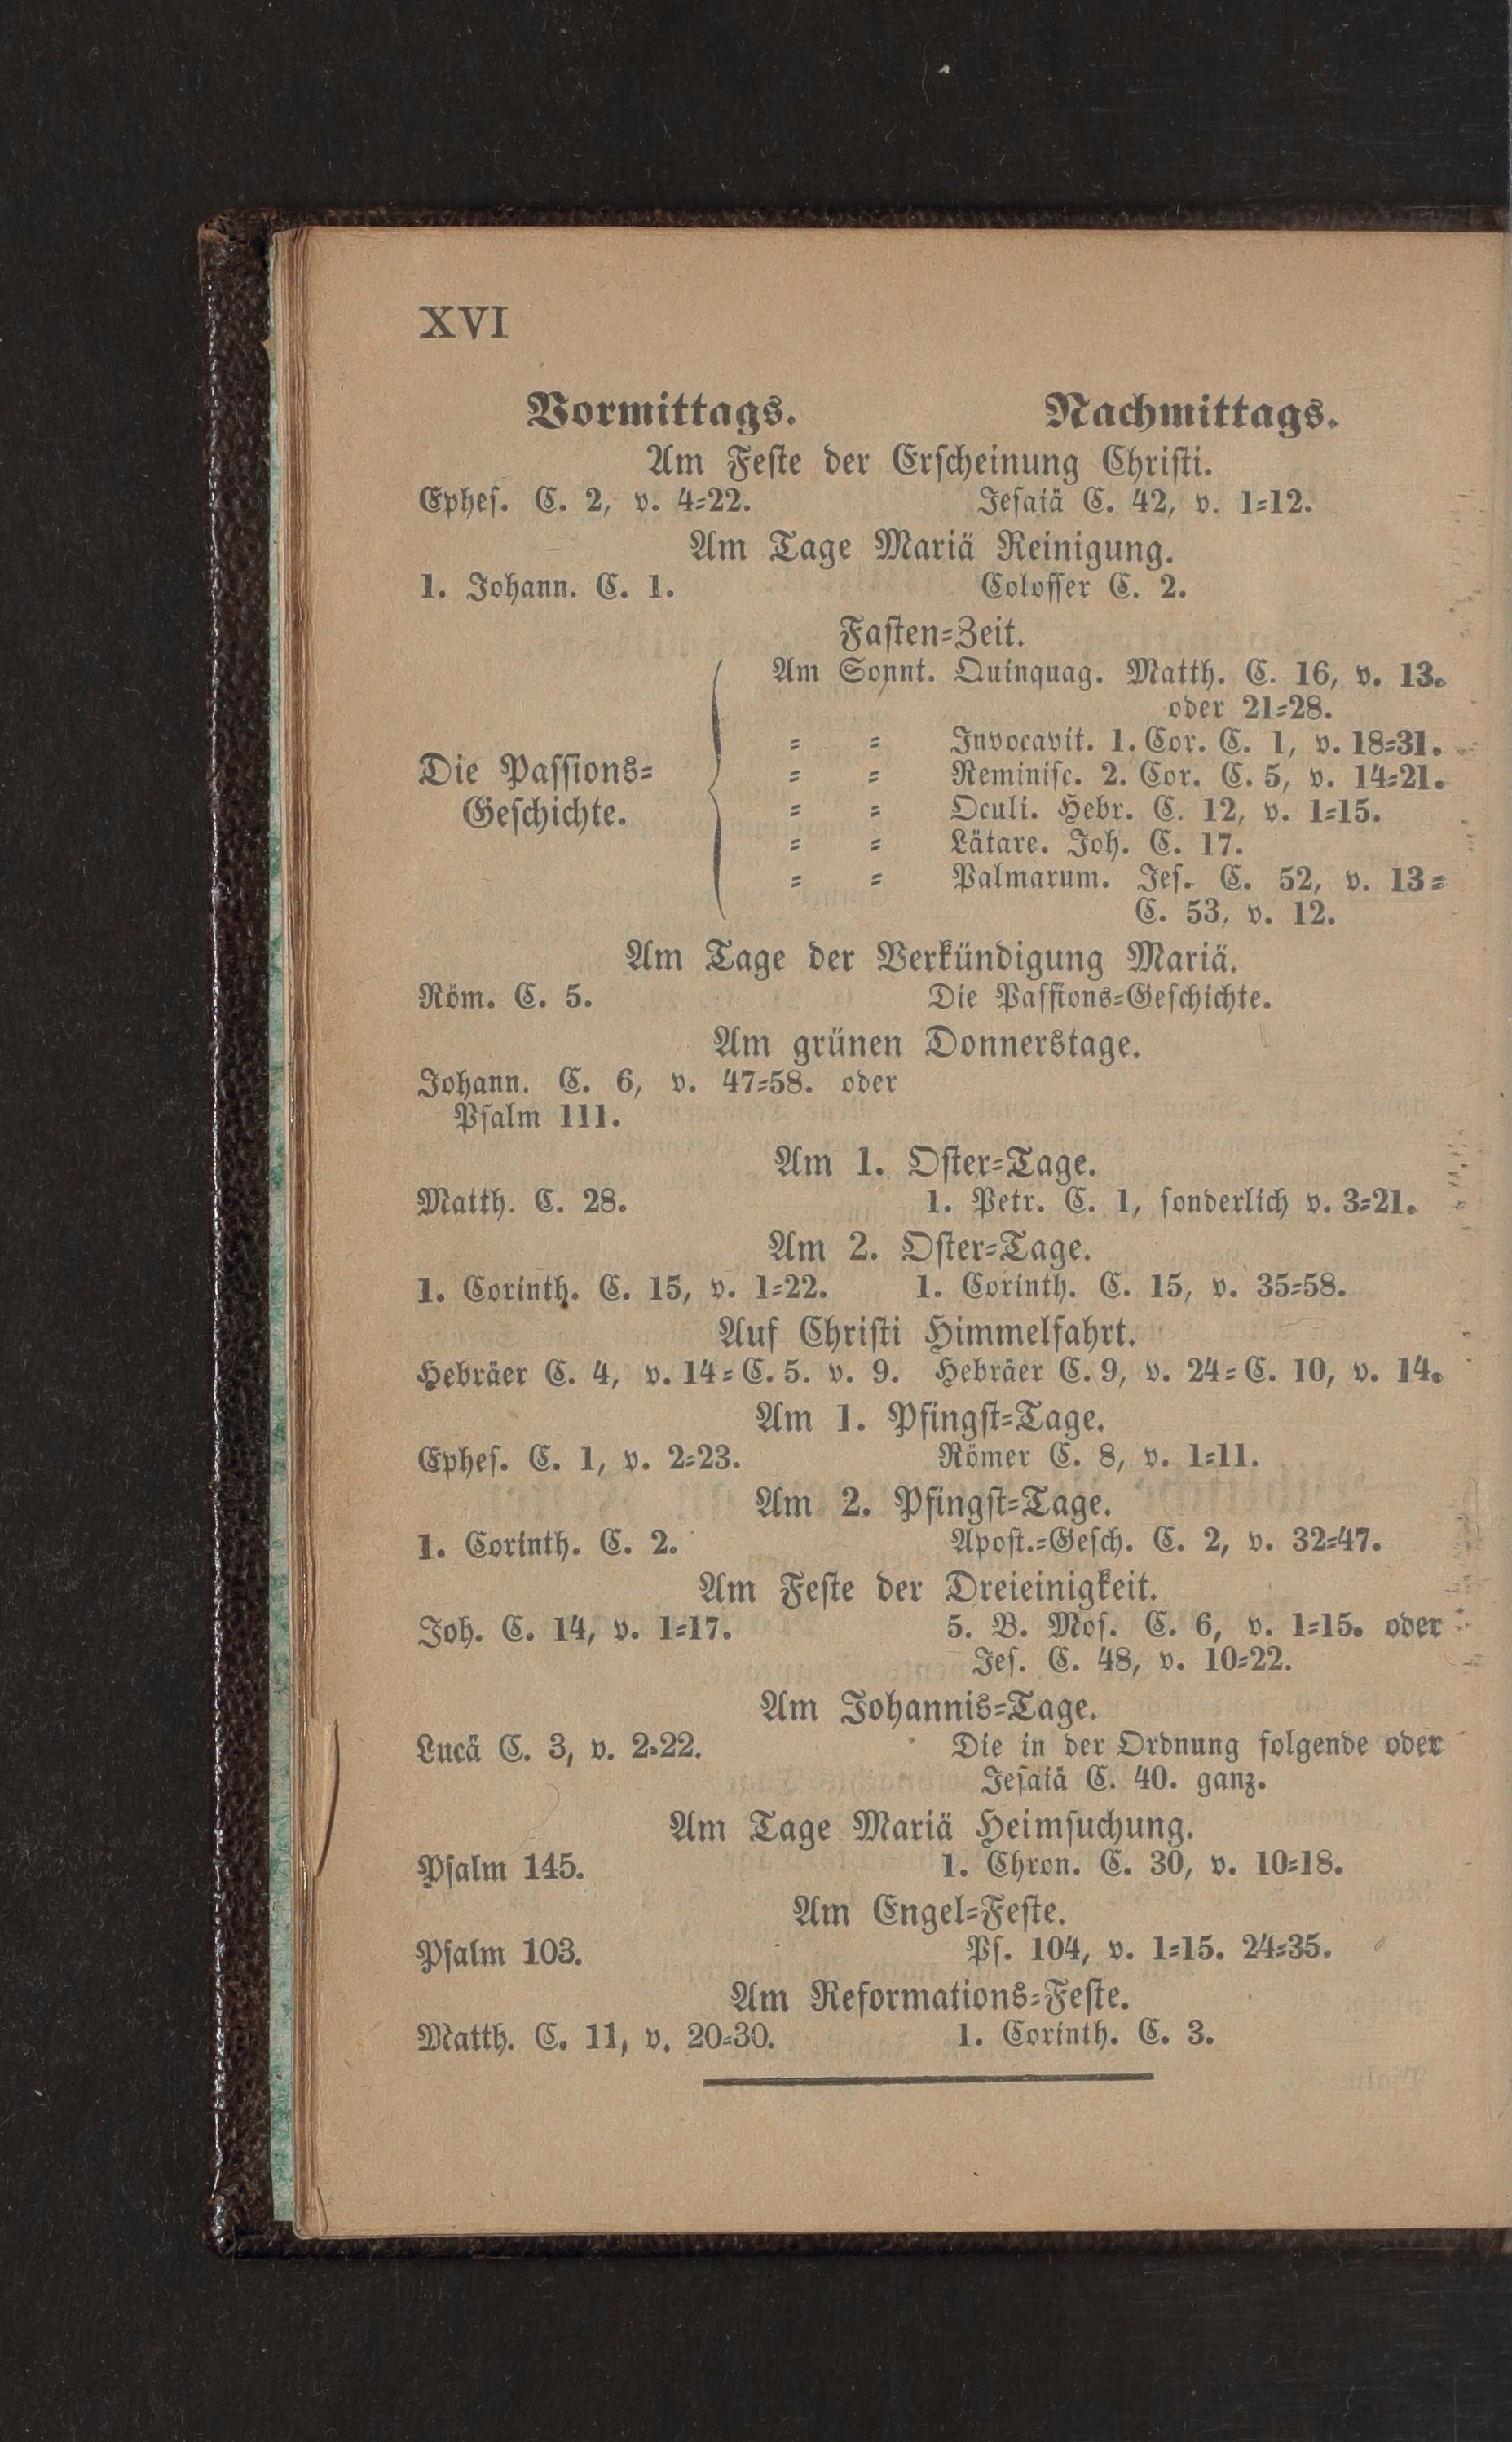 XVI
Vormittags. Nachmittags.
Am Feſte der Erſcheinung Chriſti.
Epheſ. C. 2, v. 4=22. Jeſaiä C. 42, v. 1=12.
Am Tage Mariä Reinigung.
1. Johann. C. 1. Coloſſer C. 2.
Faſten=Zeit.
Am Sonnt. Quinquag. Matth. C. 16, v. 13.
oder 21=28.
= = Invocavit. 1. Cor. C. 1, v. 18=31.
Die Paſſions= = = Reminiſc. 2. Cor. C. 5, v. 14=21.
Geſchichte. = = Oculi. Hebr. C. 12, v. 1=15.
= = Lätare. Joh. C. 17.
= = Palmarum. Jeſ. C. 52, v. 13=
C. 53, v. 12.
Am Tage der Verkündigung Mariä.
Röm. C. 5. Die Paſſions=Geſchichte.
Am grünen Donnerstage.
Johann. C. 6, v. 47=58. oder
Pſalm 111.
Am 1. Oſter=Tage.
Matth. C. 28. 1. Petr. C. 1, ſonderlich v. 3=21.
Am 2. Oſter=Tage.
1. Corinth. C. 15, v. 1=22. 1. Corinth. C. 15, v. 35=58.
Auf Chriſti Himmelfahrt.
Hebräer C. 4, v. 14=C. 5. v. 9. Hebräer C. 9, v. 24=C. 10, v. 14.
Am 1. Pfingſt=Tage.
Epheſ. C. 1, v. 2=23. Römer C. 8, v. 1=11.
Am 2. Pfingſt=Tage.
1. Corinth. C. 2. Apoſt.=Geſch. C. 2, v. 32=47.
Am Feſte der Dreieinigkeit.
Joh. C. 14, v. 1=17. 5. B. Moſ. C. 6, v. 1=15. oder
Jeſ. C. 48, v. 10=22.
Am Johannis=Tage.
Lucä C. 3, v. 2=22. Die in der Ordnung folgende oder
Jeſaiä C. 40. ganz.
Am Tage Mariä Heimſuchung.
Pſalm 145. 1. Chron. C. 30, v. 10=18.
Am Engel=Feſte.
Pſalm 103. Pſ. 104, v. 1=15. 24=35.
Am Reformations=Feſte.
Matth. C. 11, v. 20=30. 1. Corinth. C. 3.